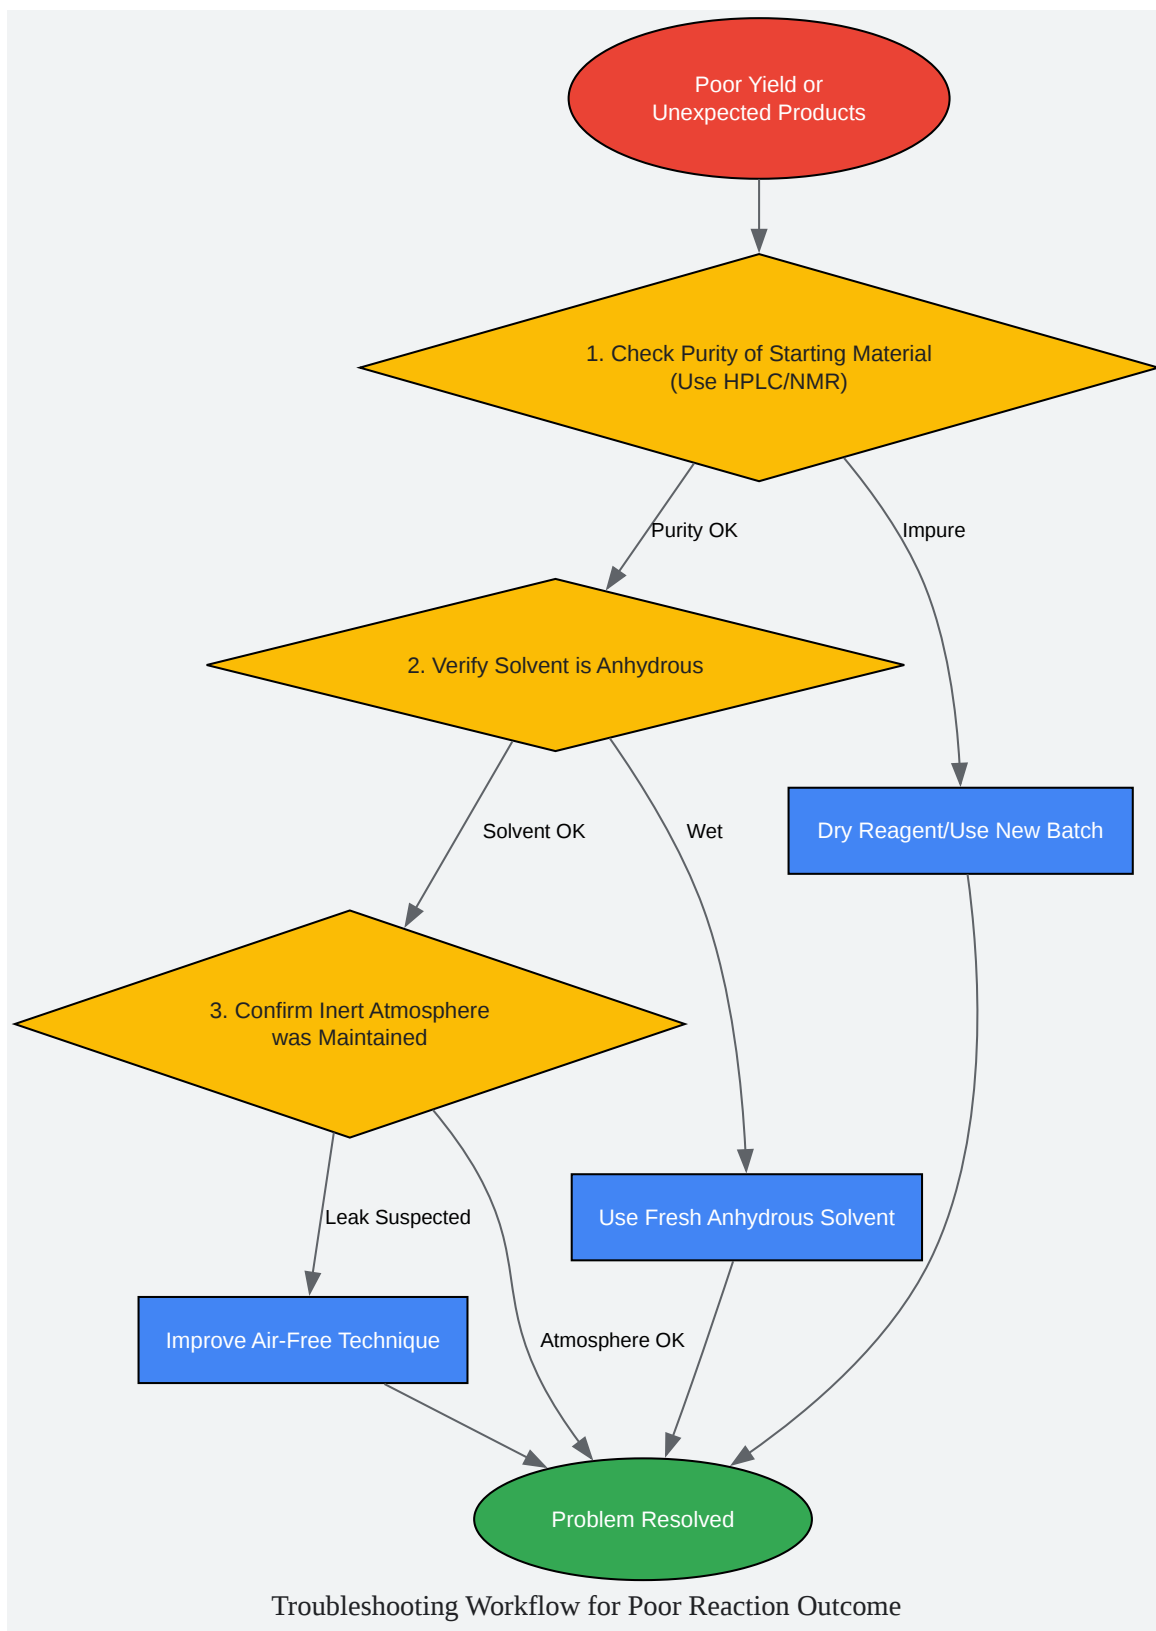 Poor Yield or
Unexpected Products
1. Check Purity of Starting Material
(Use HPLC/NMR)
Purity OK
Impure
2. Verify Solvent is Anhydrous
Dry Reagent/Use New Batch
Solvent OK
Wet
3. Confirm Inert Atmosphere
was Maintained
Leak Suspected
Use Fresh Anhydrous Solvent
Improve Air-Free Technique
Atmosphere OK
Problem Resolved
Troubleshooting Workflow for Poor Reaction Outcome